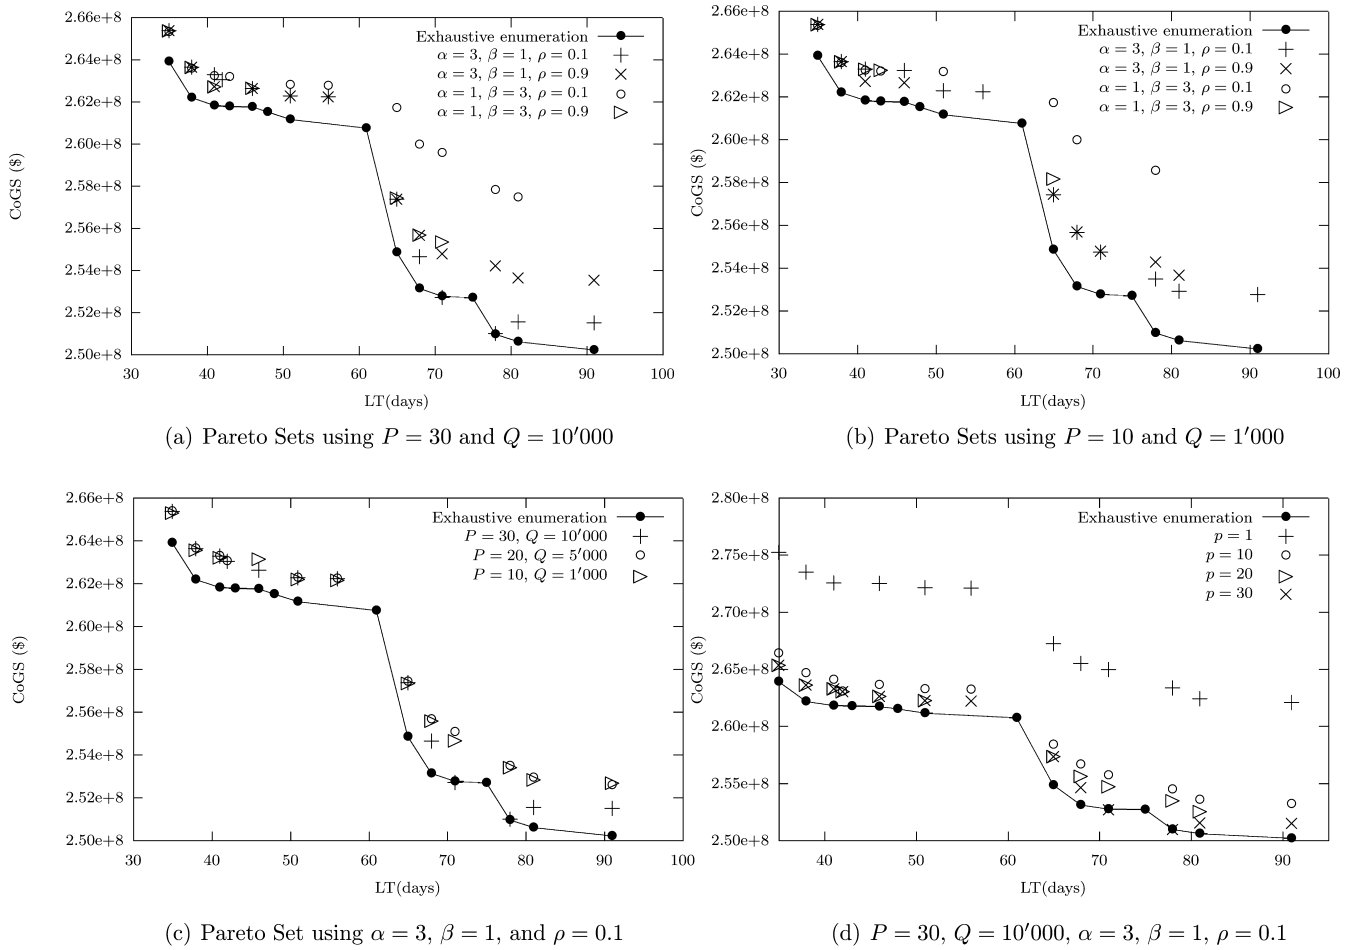 2.66e+8
2.64e+8
2.62e+8
2.60e+8
2.58e+8
2.56e+8
2.54e+8
2.52e+8
2.50e+8
30 40 50 60 70 80 90 100
CoGS ($)
LT(days)
Exhaustive enumeration
α = 3, β = 1, ρ = 0.1
α = 3, β = 1, ρ = 0.9
α = 1, β = 3, ρ = 0.1
α = 1, β = 3, ρ = 0.9
(a) Pareto Sets using P = 30 and Q = 10′000
2.66e+8
2.64e+8
2.62e+8
2.60e+8
2.58e+8
2.56e+8
2.54e+8
2.52e+8
2.50e+8
30 40 50 60 70 80 90 100
CoGS ($)
LT(days)
Exhaustive enumeration
α = 3, β = 1, ρ = 0.1
α = 3, β = 1, ρ = 0.9
α = 1, β = 3, ρ = 0.1
α = 1, β = 3, ρ = 0.9
(b) Pareto Sets using P = 10 and Q = 1′000
2.66e+8
2.64e+8
2.62e+8
2.60e+8
2.58e+8
2.56e+8
2.54e+8
2.52e+8
2.50e+8
30 40 50 60 70 80 90 100
CoGS ($)
LT(days)
Exhaustive enumeration
P = 30, Q = 10′000
P = 20, Q = 5′000
P = 10, Q = 1′000
(c) Pareto Set using α = 3, β = 1, and ρ = 0.1
2.80e+8
2.75e+8
2.70e+8
2.65e+8
2.60e+8
2.55e+8
2.50e+8
40 50 60 70 80 90
CoGS ($)
LT(days)
Exhaustive enumeration
p = 1
p = 10
p = 20
p = 30
(d) P = 30, Q = 10′000, α = 3, β = 1, ρ = 0.1